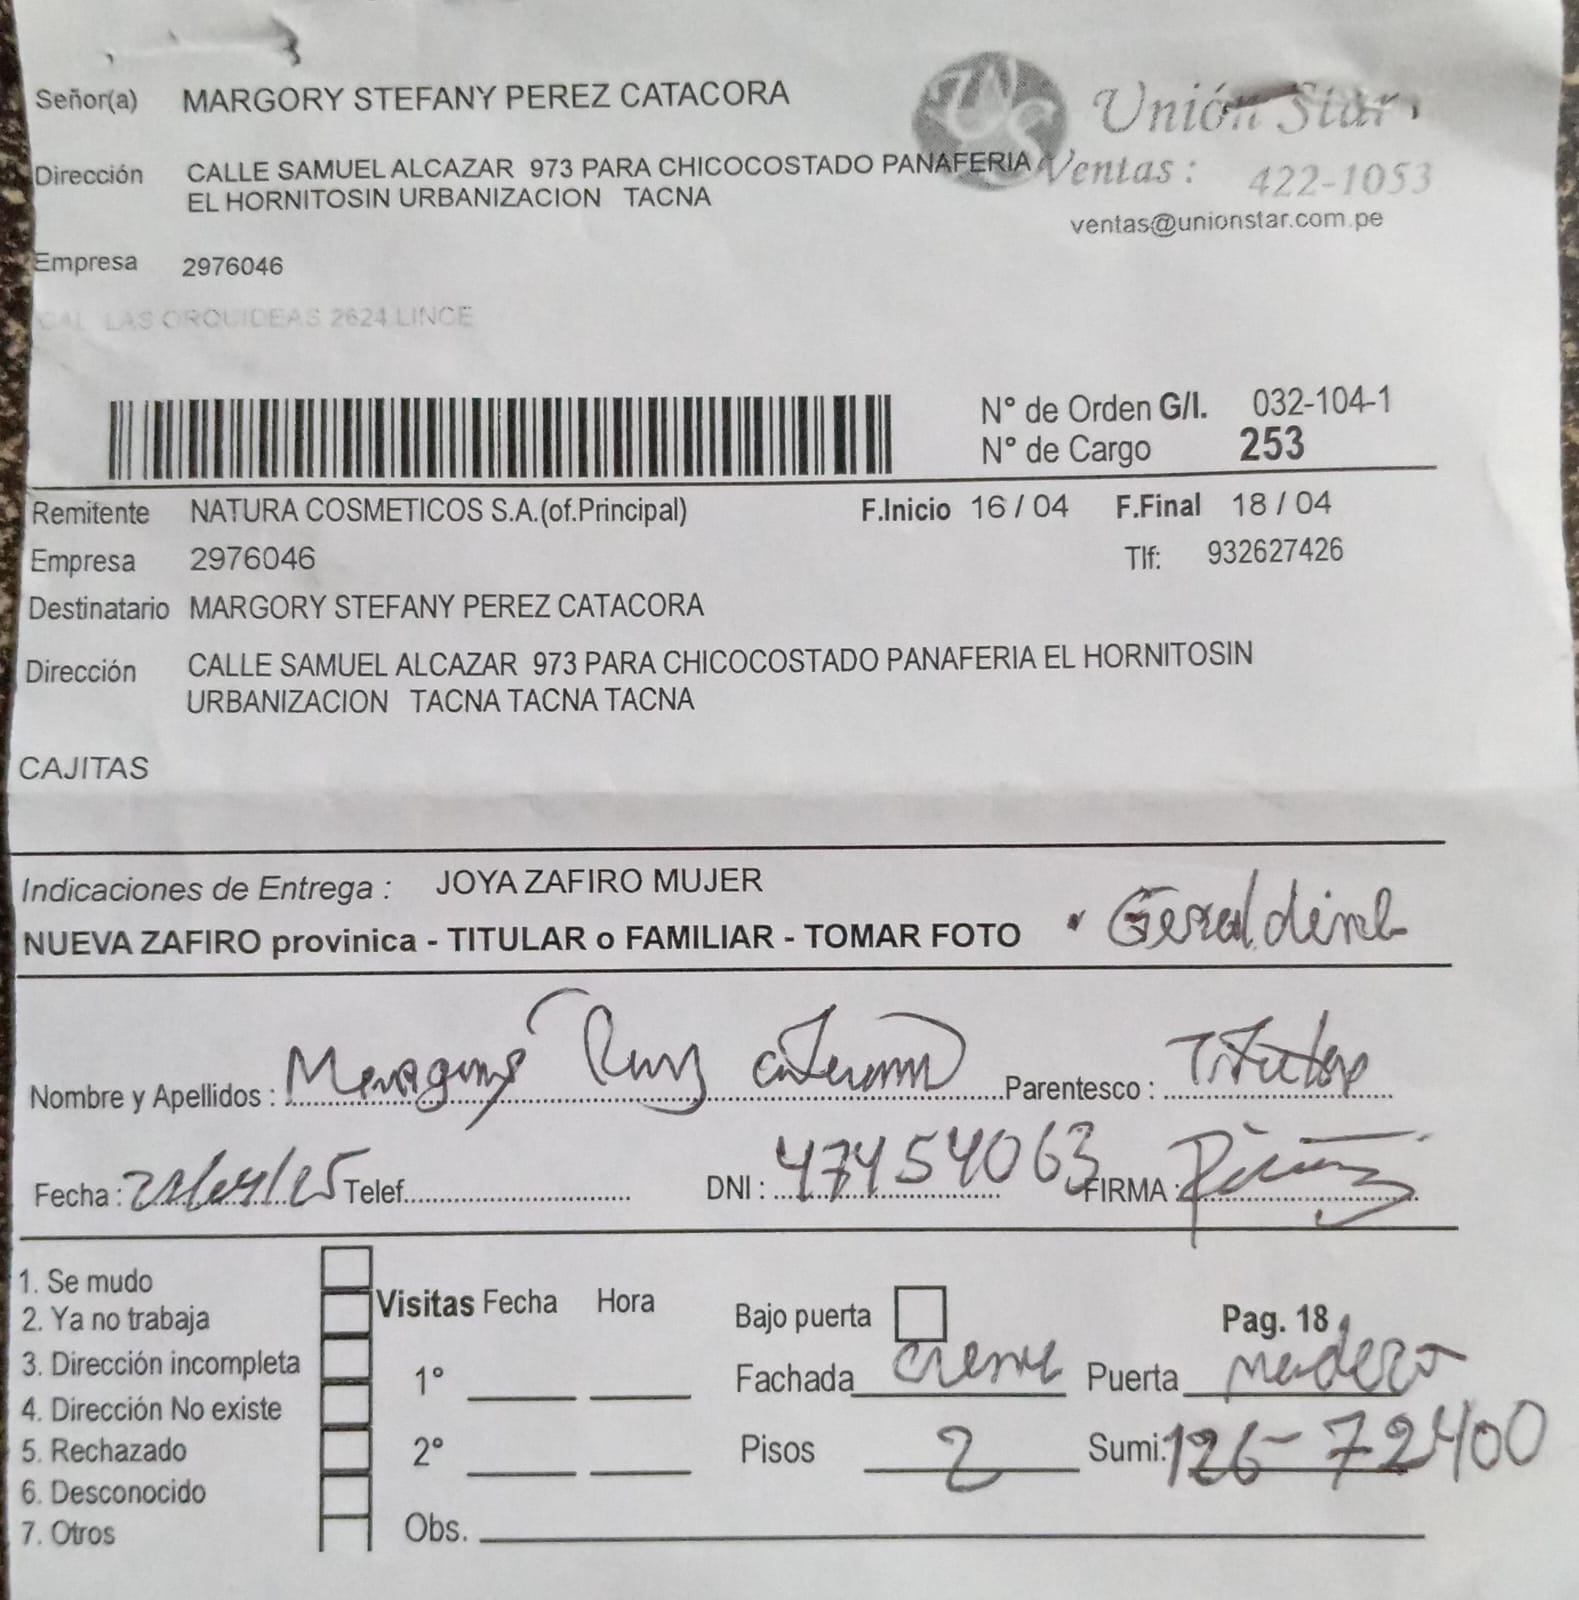 Señor(a) MARGORY STEFANY PEREZ CATACORA
Unión Star
Dirección CALLE SAMUEL ALCAZAR 973 PARA CHICOCOSTADO PANAFERIA
EL HORNITOSIN URBANIZACION TACNA
Ventas : 422-1053
ventas@unionstar.com.pe
Empresa 2976046
CAL LAS ORQUIDEAS 2624 LINCE
N° de Orden G/I. 032-104-1
N° de Cargo 253
Remitente NATURA COSMETICOS S.A.(of.Principal) F.Inicio 16 / 04 F.Final 18 / 04
Empresa 2976046 Tlf: 932627426
Destinatario MARGORY STEFANY PEREZ CATACORA
Dirección CALLE SAMUEL ALCAZAR 973 PARA CHICOCOSTADO PANAFERIA EL HORNITOSIN
URBANIZACION TACNA TACNA TACNA
CAJITAS
Indicaciones de Entrega : JOYA ZAFIRO MUJER
NUEVA ZAFIRO provinica - TITULAR o FAMILIAR - TOMAR FOTO Geraldine
Nombre y Apellidos : Parentesco : Titular
Fecha : 21/04/25 Telef. DNI : 47454063 FIRMA
1. Se mudo
2. Ya no trabaja
3. Dirección incompleta
4. Dirección No existe
5. Rechazado
6. Desconocido
7. Otros
Visitas Fecha Hora
1°
2°
Obs.
Bajo puerta Pag. 18
Fachada creme Puerta madera
Pisos 2 Sumi: 126-72400